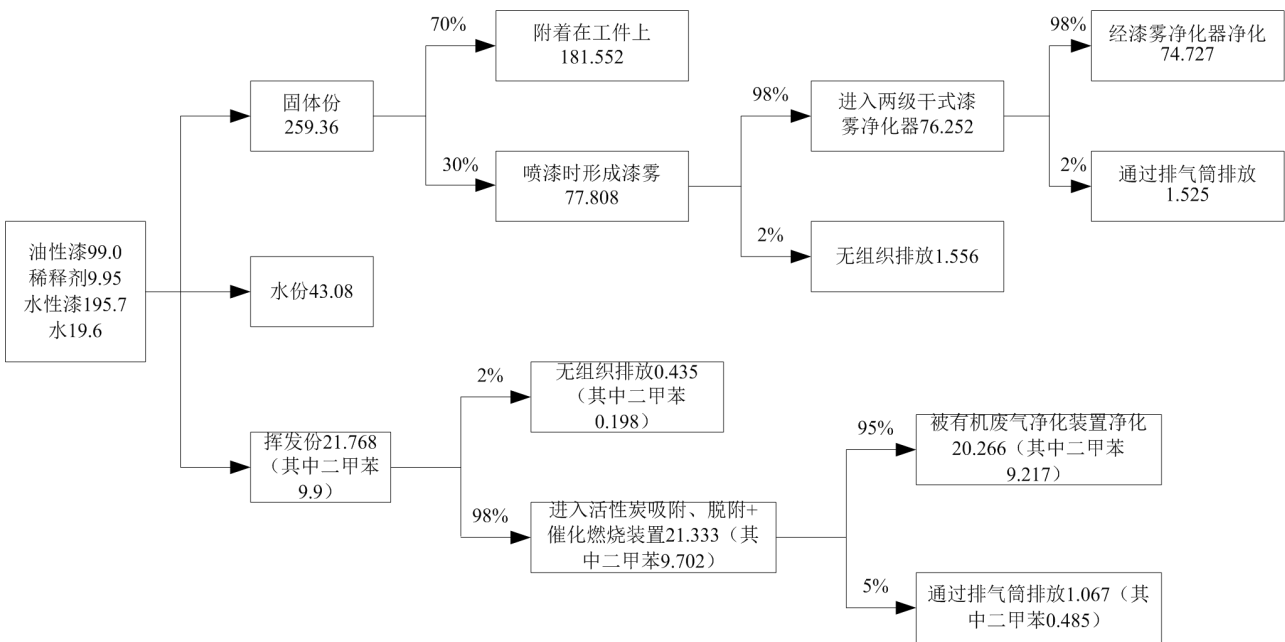 油性漆99.0
稀释剂9.95
水性漆195.7
水19.6
固体份
259.36
70%
附着在工件上
181.552
30%
喷漆时形成漆雾
77.808
98%
进入两级干式漆
雾净化器76.252
98%
经漆雾净化器净化
74.727
2%
通过排气筒排放
1.525
2%
无组织排放1.556
水份43.08
挥发份21.768
（其中二甲苯
9.9）
2%
无组织排放0.435
（其中二甲苯
0.198）
98%
进入活性炭吸附、脱附+
催化燃烧装置21.333（其
中二甲苯9.702）
95%
被有机废气净化装置净化
20.266（其中二甲苯
9.217）
5%
通过排气筒排放1.067（其
中二甲苯0.485）